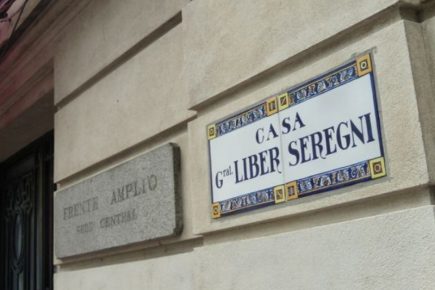 FRENTE AMPLIO
SEDE CENTRAL
CASA
Gral. LIBER SEREGNI